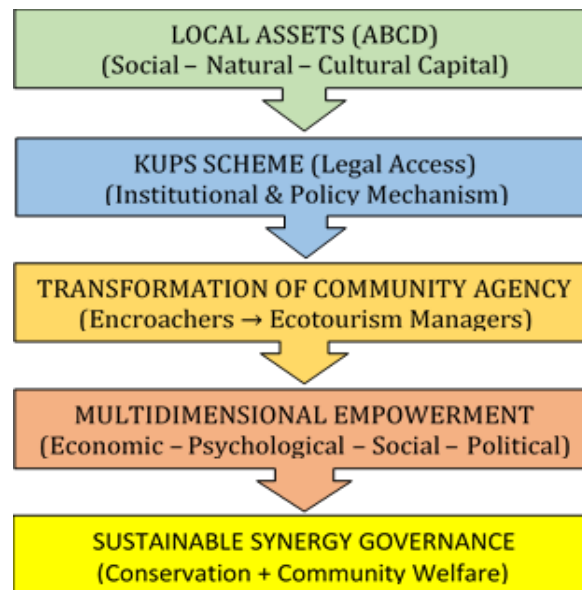 LOCAL ASSETS (ABCD)
(Social – Natural – Cultural Capital)
KUPS SCHEME (Legal Access)
(Institutional & Policy Mechanism)
TRANSFORMATION OF COMMUNITY AGENCY
(Encroachers → Ecotourism Managers)
MULTIDIMENSIONAL EMPOWERMENT
(Economic – Psychological – Social – Political)
SUSTAINABLE SYNERGY GOVERNANCE
(Conservation + Community Welfare)